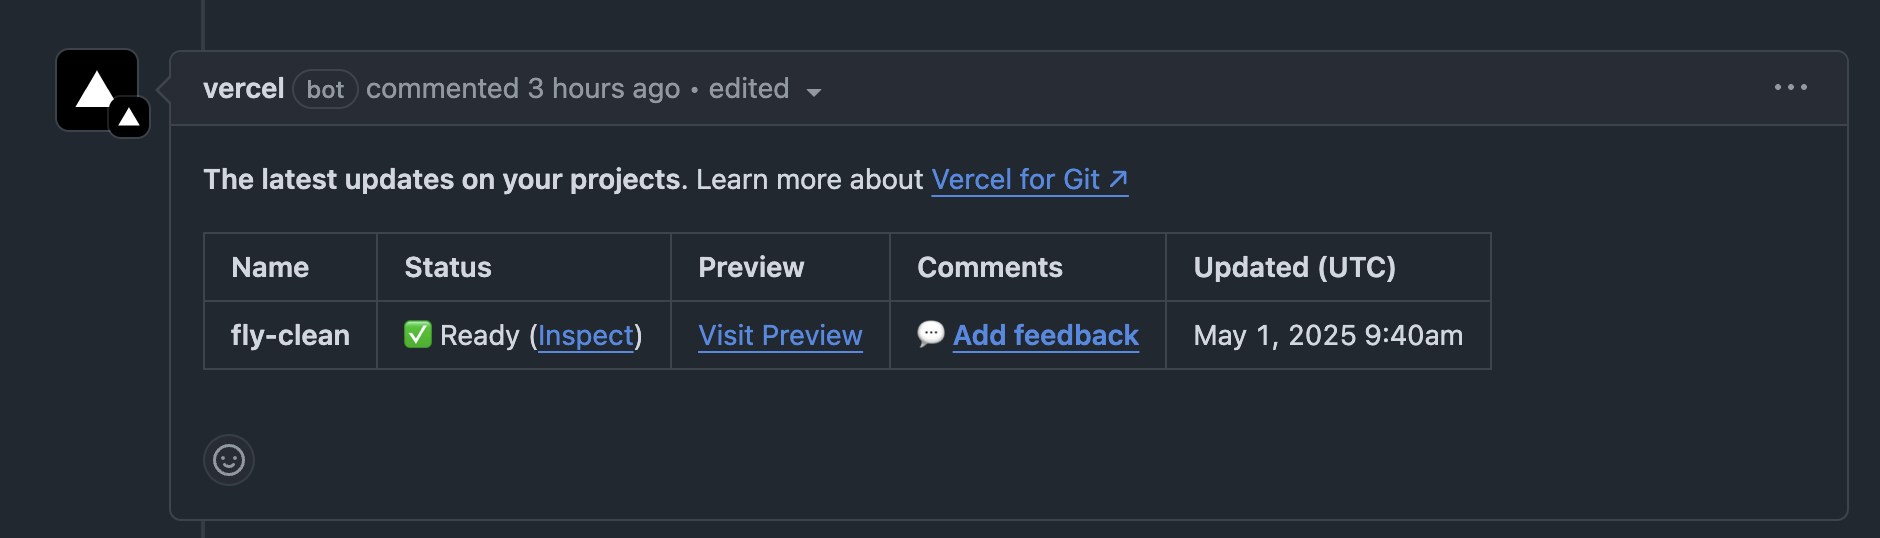 vercel bot commented 3 hours ago • edited
The latest updates on your projects. Learn more about Vercel for Git ↗
Name Status Preview Comments Updated (UTC)
fly-clean ✅ Ready (Inspect) Visit Preview 💬 Add feedback May 1, 2025 9:40am